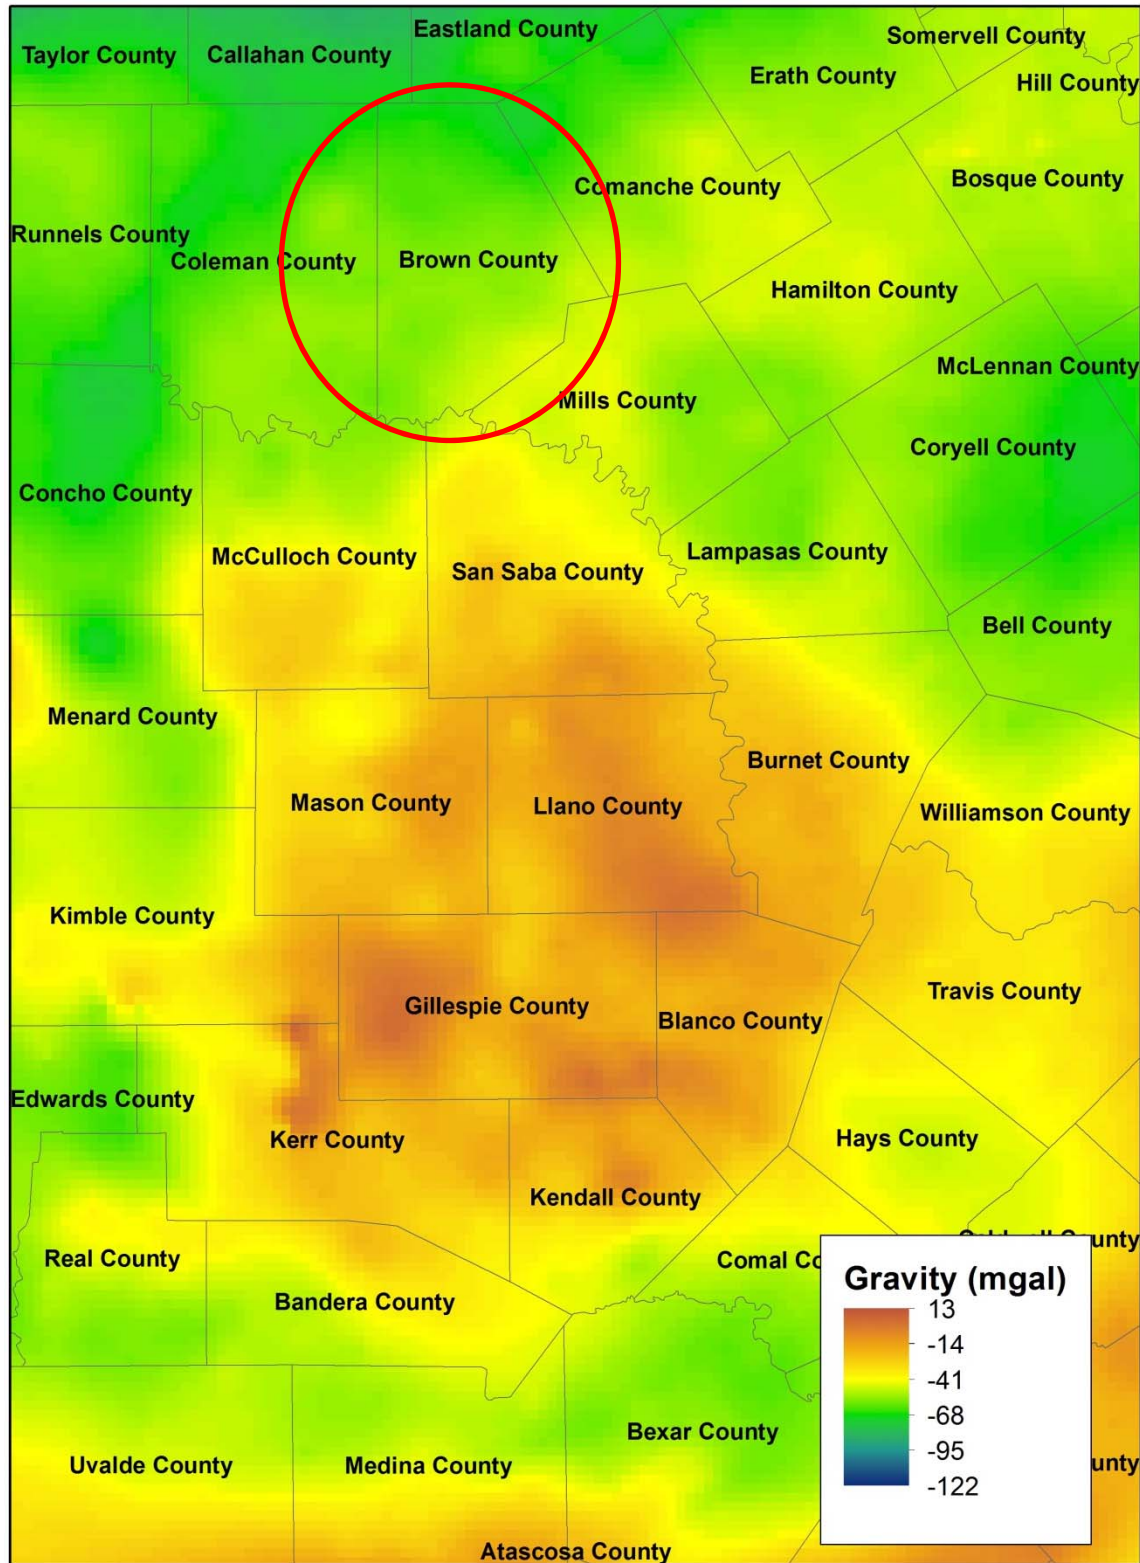 Eastland County
Taylor County
Callahan County
Somervell County
Erath County
Hill County
Comanche County
Bosque County
Runnels County
Coleman County
Brown County
Hamilton County
McLennan County
Mills County
Coryell County
Concho County
McCulloch County
San Saba County
Lampasas County
Bell County
Menard County
Burnet County
Mason County
Llano County
Williamson County
Kimble County
Gillespie County
Blanco County
Travis County
Edwards County
Kerr County
Hays County
Kendall County
Real County
Comal Co
unty
Bandera County
Gravity (mgal)
13
-14
-41
-68
-95
-122
Bexar County
Uvalde County
Medina County
unty
Atascosa County